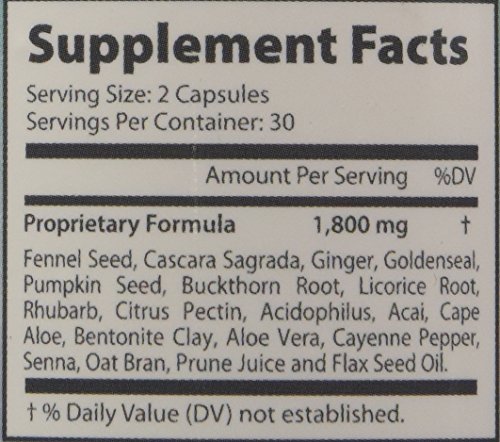 Supplement Facts
Serving Size: 2 Capsules
Servings Per Container: 30
Amount Per Serving %DV
Proprietary Formula 1,800 mg †
Fennel Seed, Cascara Sagrada, Ginger, Goldenseal,
Pumpkin Seed, Buckthorn Root, Licorice Root,
Rhubarb, Citrus Pectin, Acidophilus, Acai, Cape
Aloe, Bentonite Clay, Aloe Vera, Cayenne Pepper,
Senna, Oat Bran, Prune Juice and Flax Seed Oil.
† % Daily Value (DV) not established.